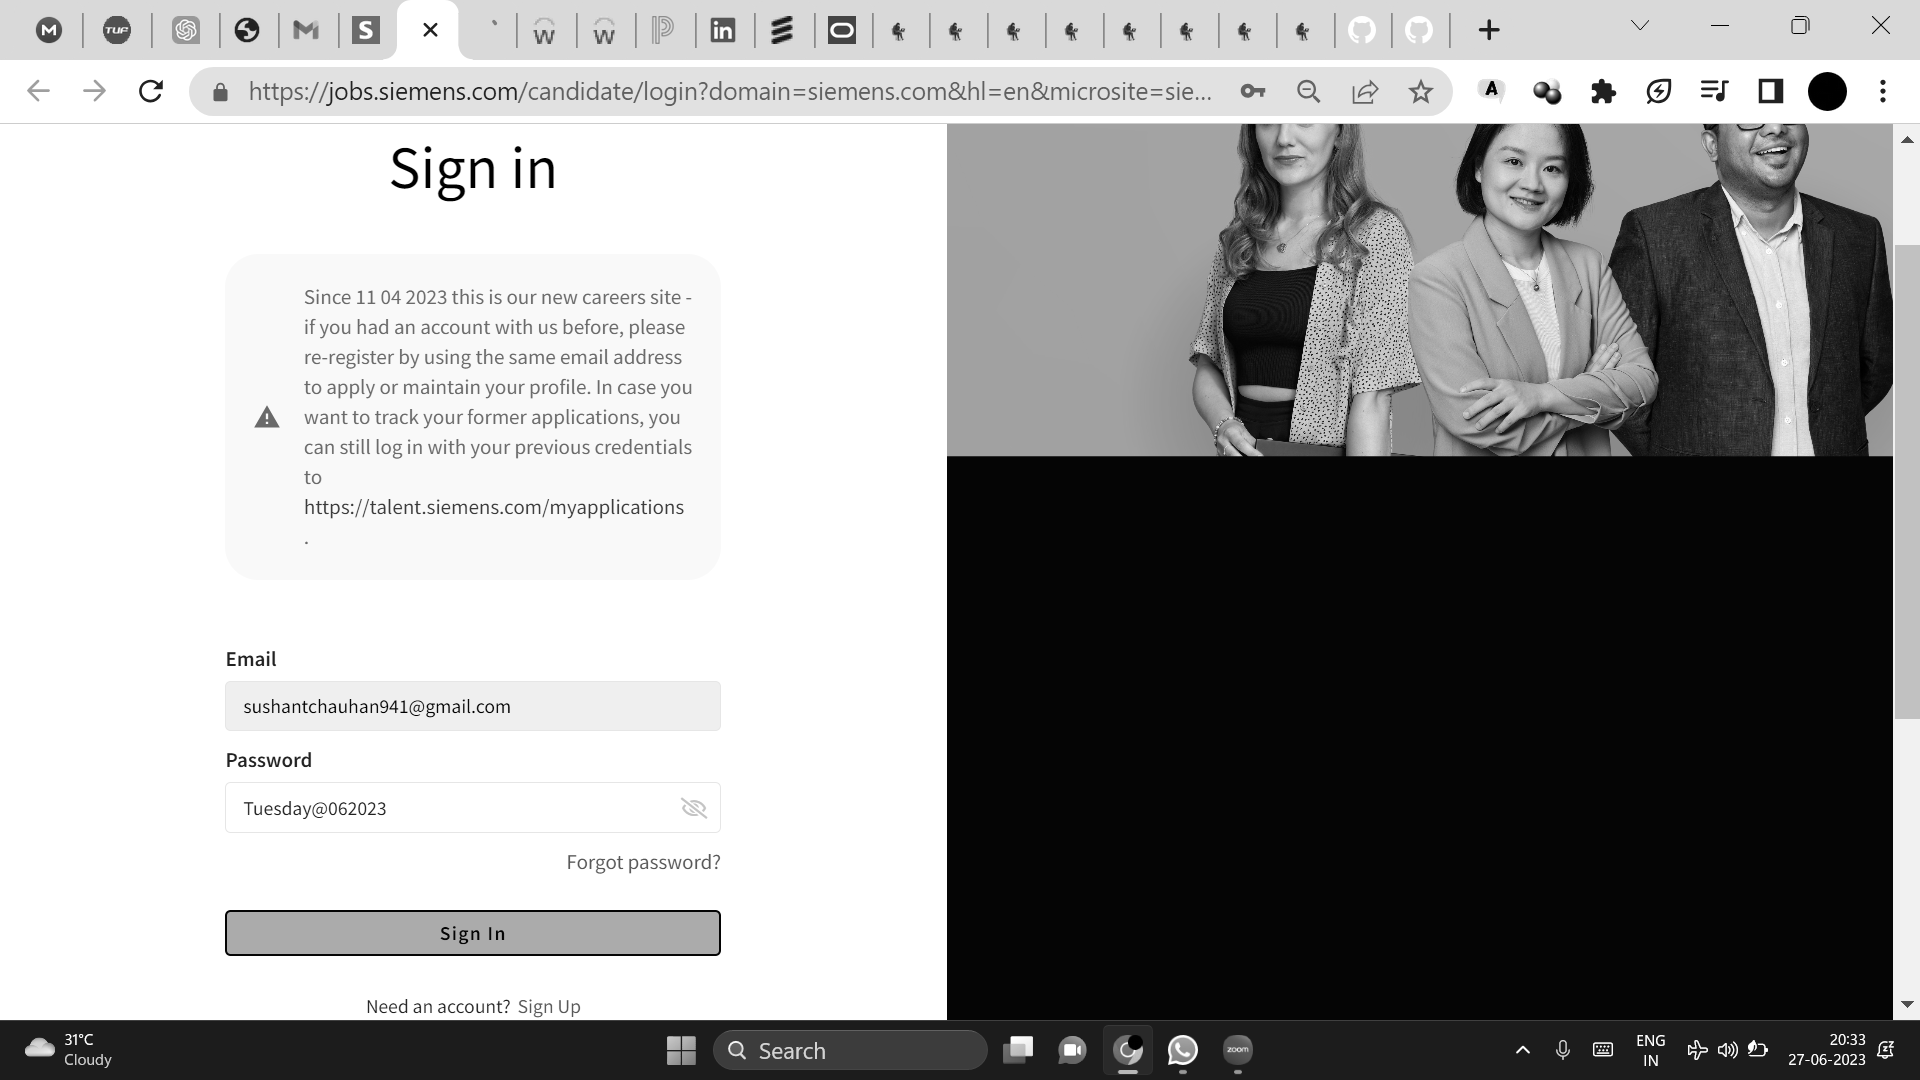 M
TUF
S
https://jobs.siemens.com/candidate/login?domain=siemens.com&hl=en&microsite=sie...
A
Sign in
Since 11 04 2023 this is our new careers site -
if you had an account with us before, please
re-register by using the same email address
to apply or maintain your profile. In case you
want to track your former applications, you
can still log in with your previous credentials
to
https://talent.siemens.com/myapplications
.
Email
sushantchauhan941@gmail.com
Password
Tuesday@062023
Forgot password?
Sign In
Need an account? Sign Up
31°C
Cloudy
Search
zoom
ENG
IN
20:33
27-06-2023